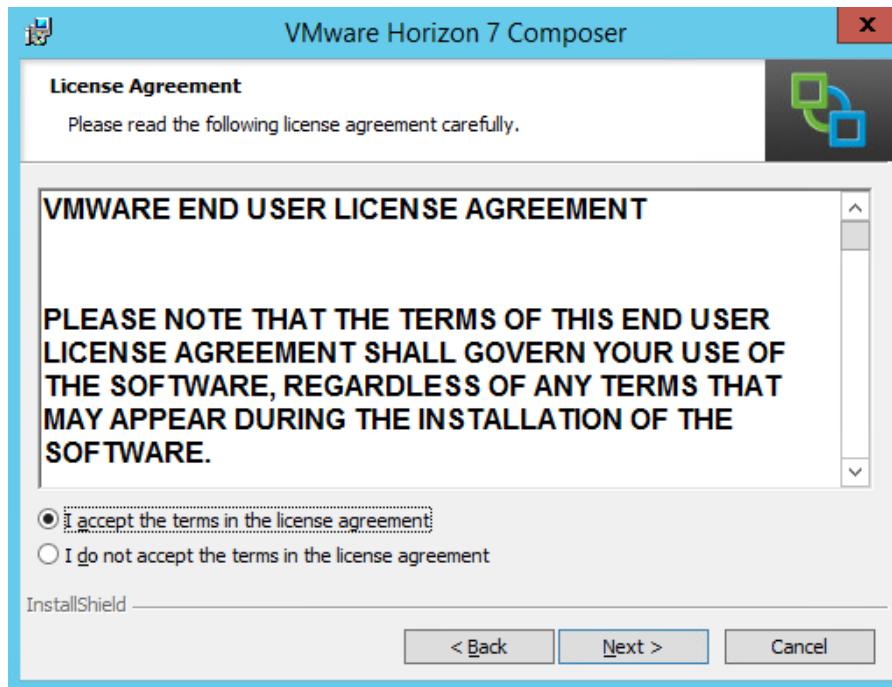 VMware Horizon 7 Composer
x
License Agreement
Please read the following license agreement carefully.
VMWARE END USER LICENSE AGREEMENT
PLEASE NOTE THAT THE TERMS OF THIS END USER
LICENSE AGREEMENT SHALL GOVERN YOUR USE OF
THE SOFTWARE, REGARDLESS OF ANY TERMS THAT
MAY APPEAR DURING THE INSTALLATION OF THE
SOFTWARE.
I accept the terms in the license agreement
I do not accept the terms in the license agreement
InstallShield
< Back
Next >
Cancel